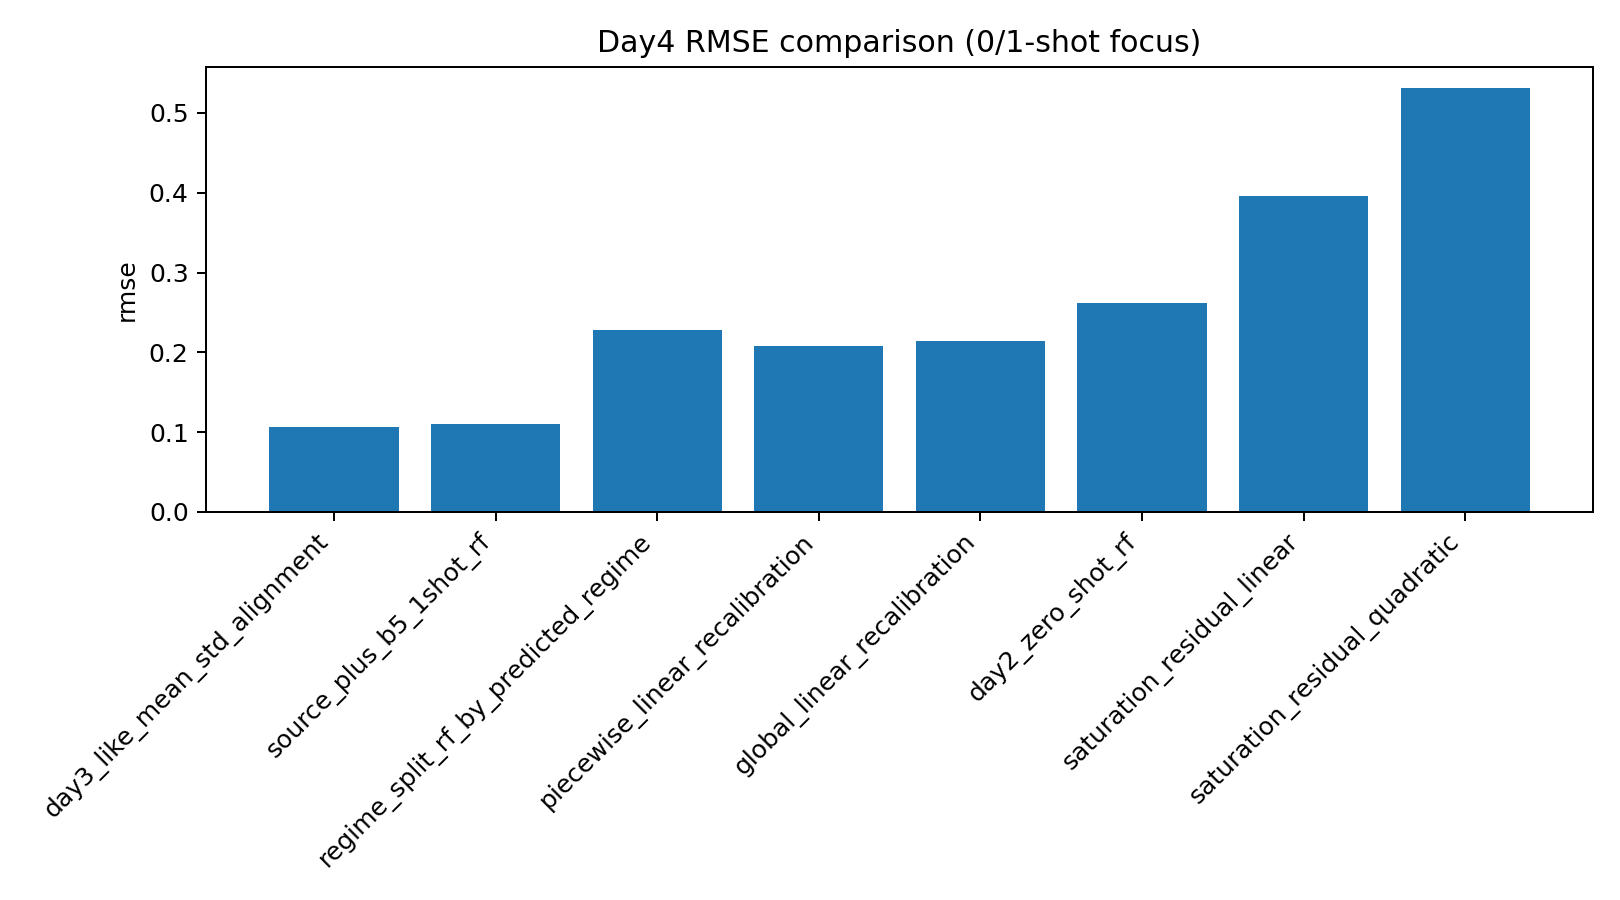 Day4 RMSE comparison (0/1-shot focus)
rmse
0.5
0.4
0.3
0.2
0.1
0.0
day3_like_mean_std_alignment
source_plus_b5_1shot_rf
regime_split_rf_by_predicted_regime
piecewise_linear_recalibration
global_linear_recalibration
day2_zero_shot_rf
saturation_residual_linear
saturation_residual_quadratic